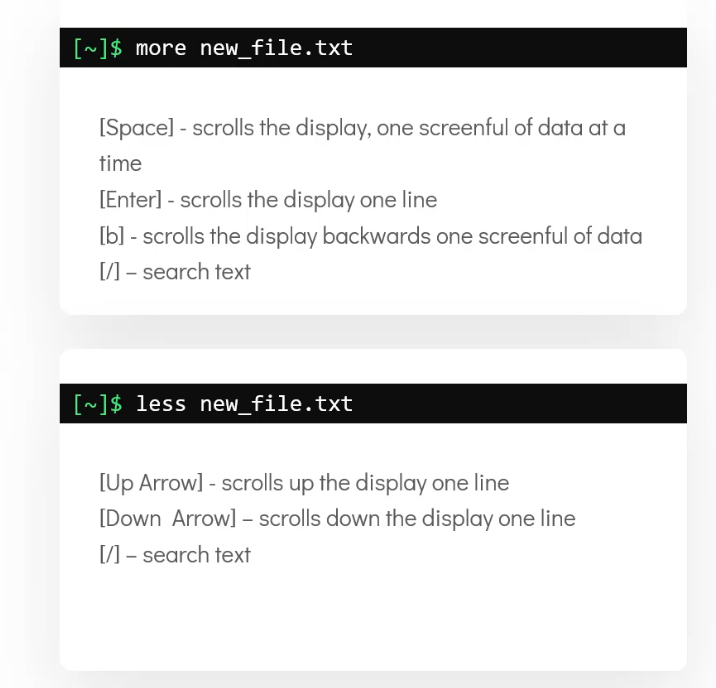 [~]$ more new_file.txt
[Space] - scrolls the display, one screenful of data at a
time
[Enter] - scrolls the display one line
[b] - scrolls the display backwards one screenful of data
[/] – search text
[~]$ less new_file.txt
[Up Arrow] - scrolls up the display one line
[Down  Arrow] – scrolls down the display one line
[/] – search text